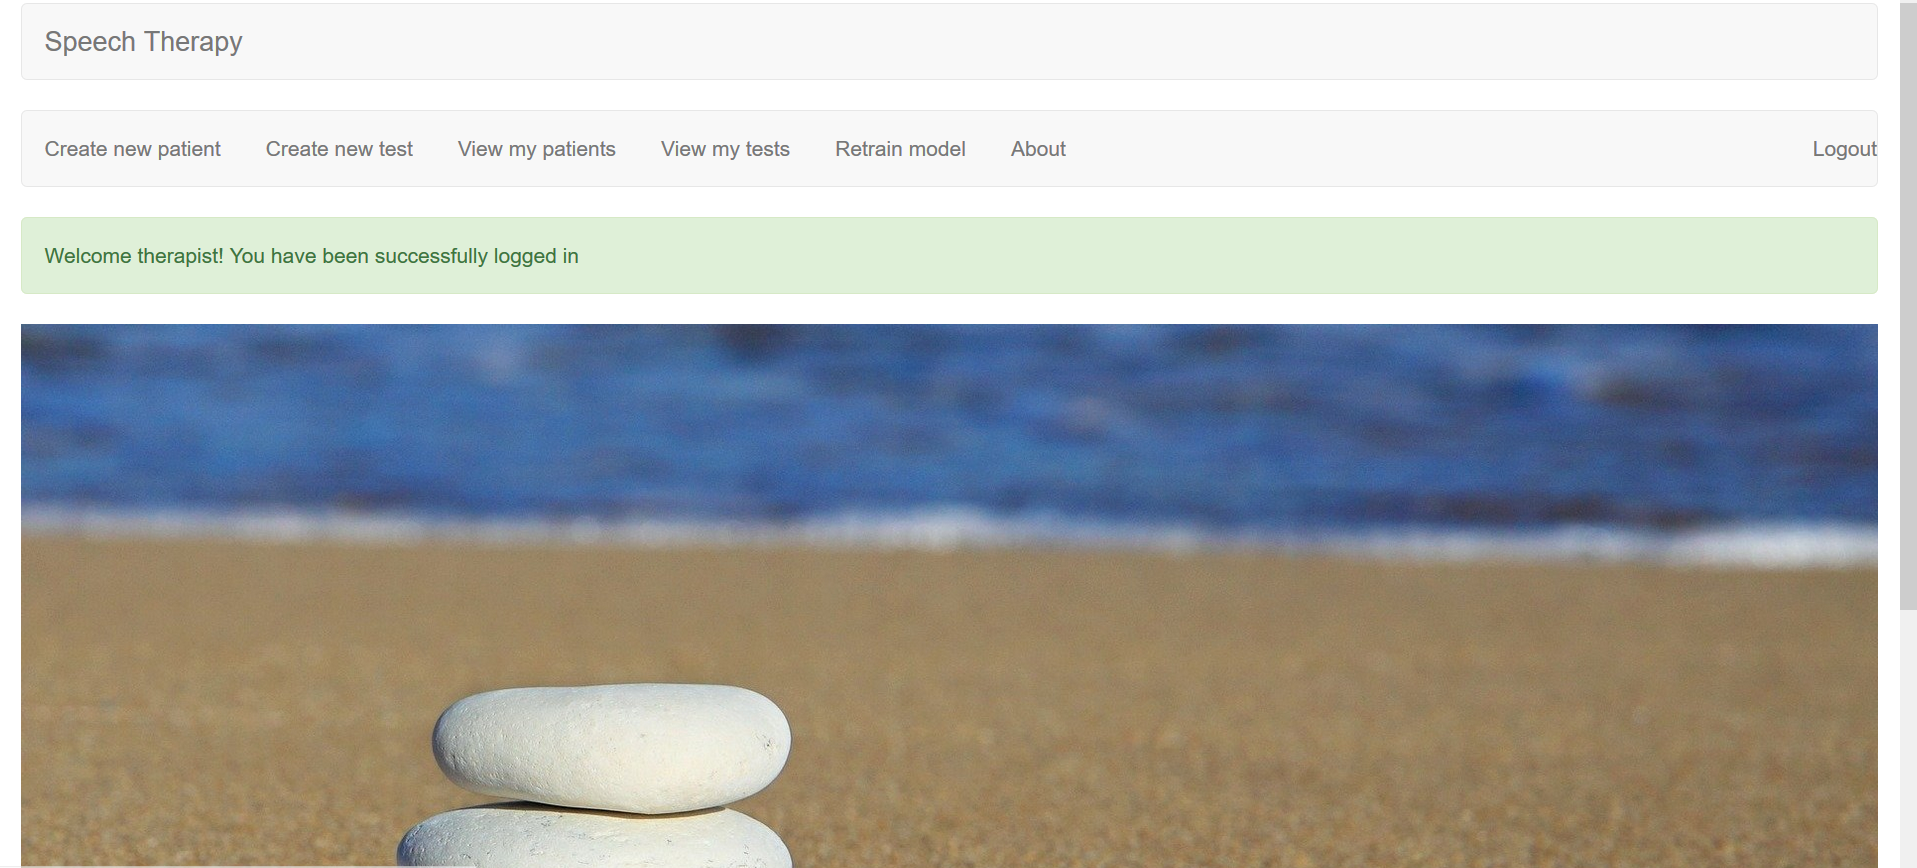 Speech Therapy
Create new patient Create new test View my patients View my tests Retrain model About Logout
Welcome therapist! You have been successfully logged in